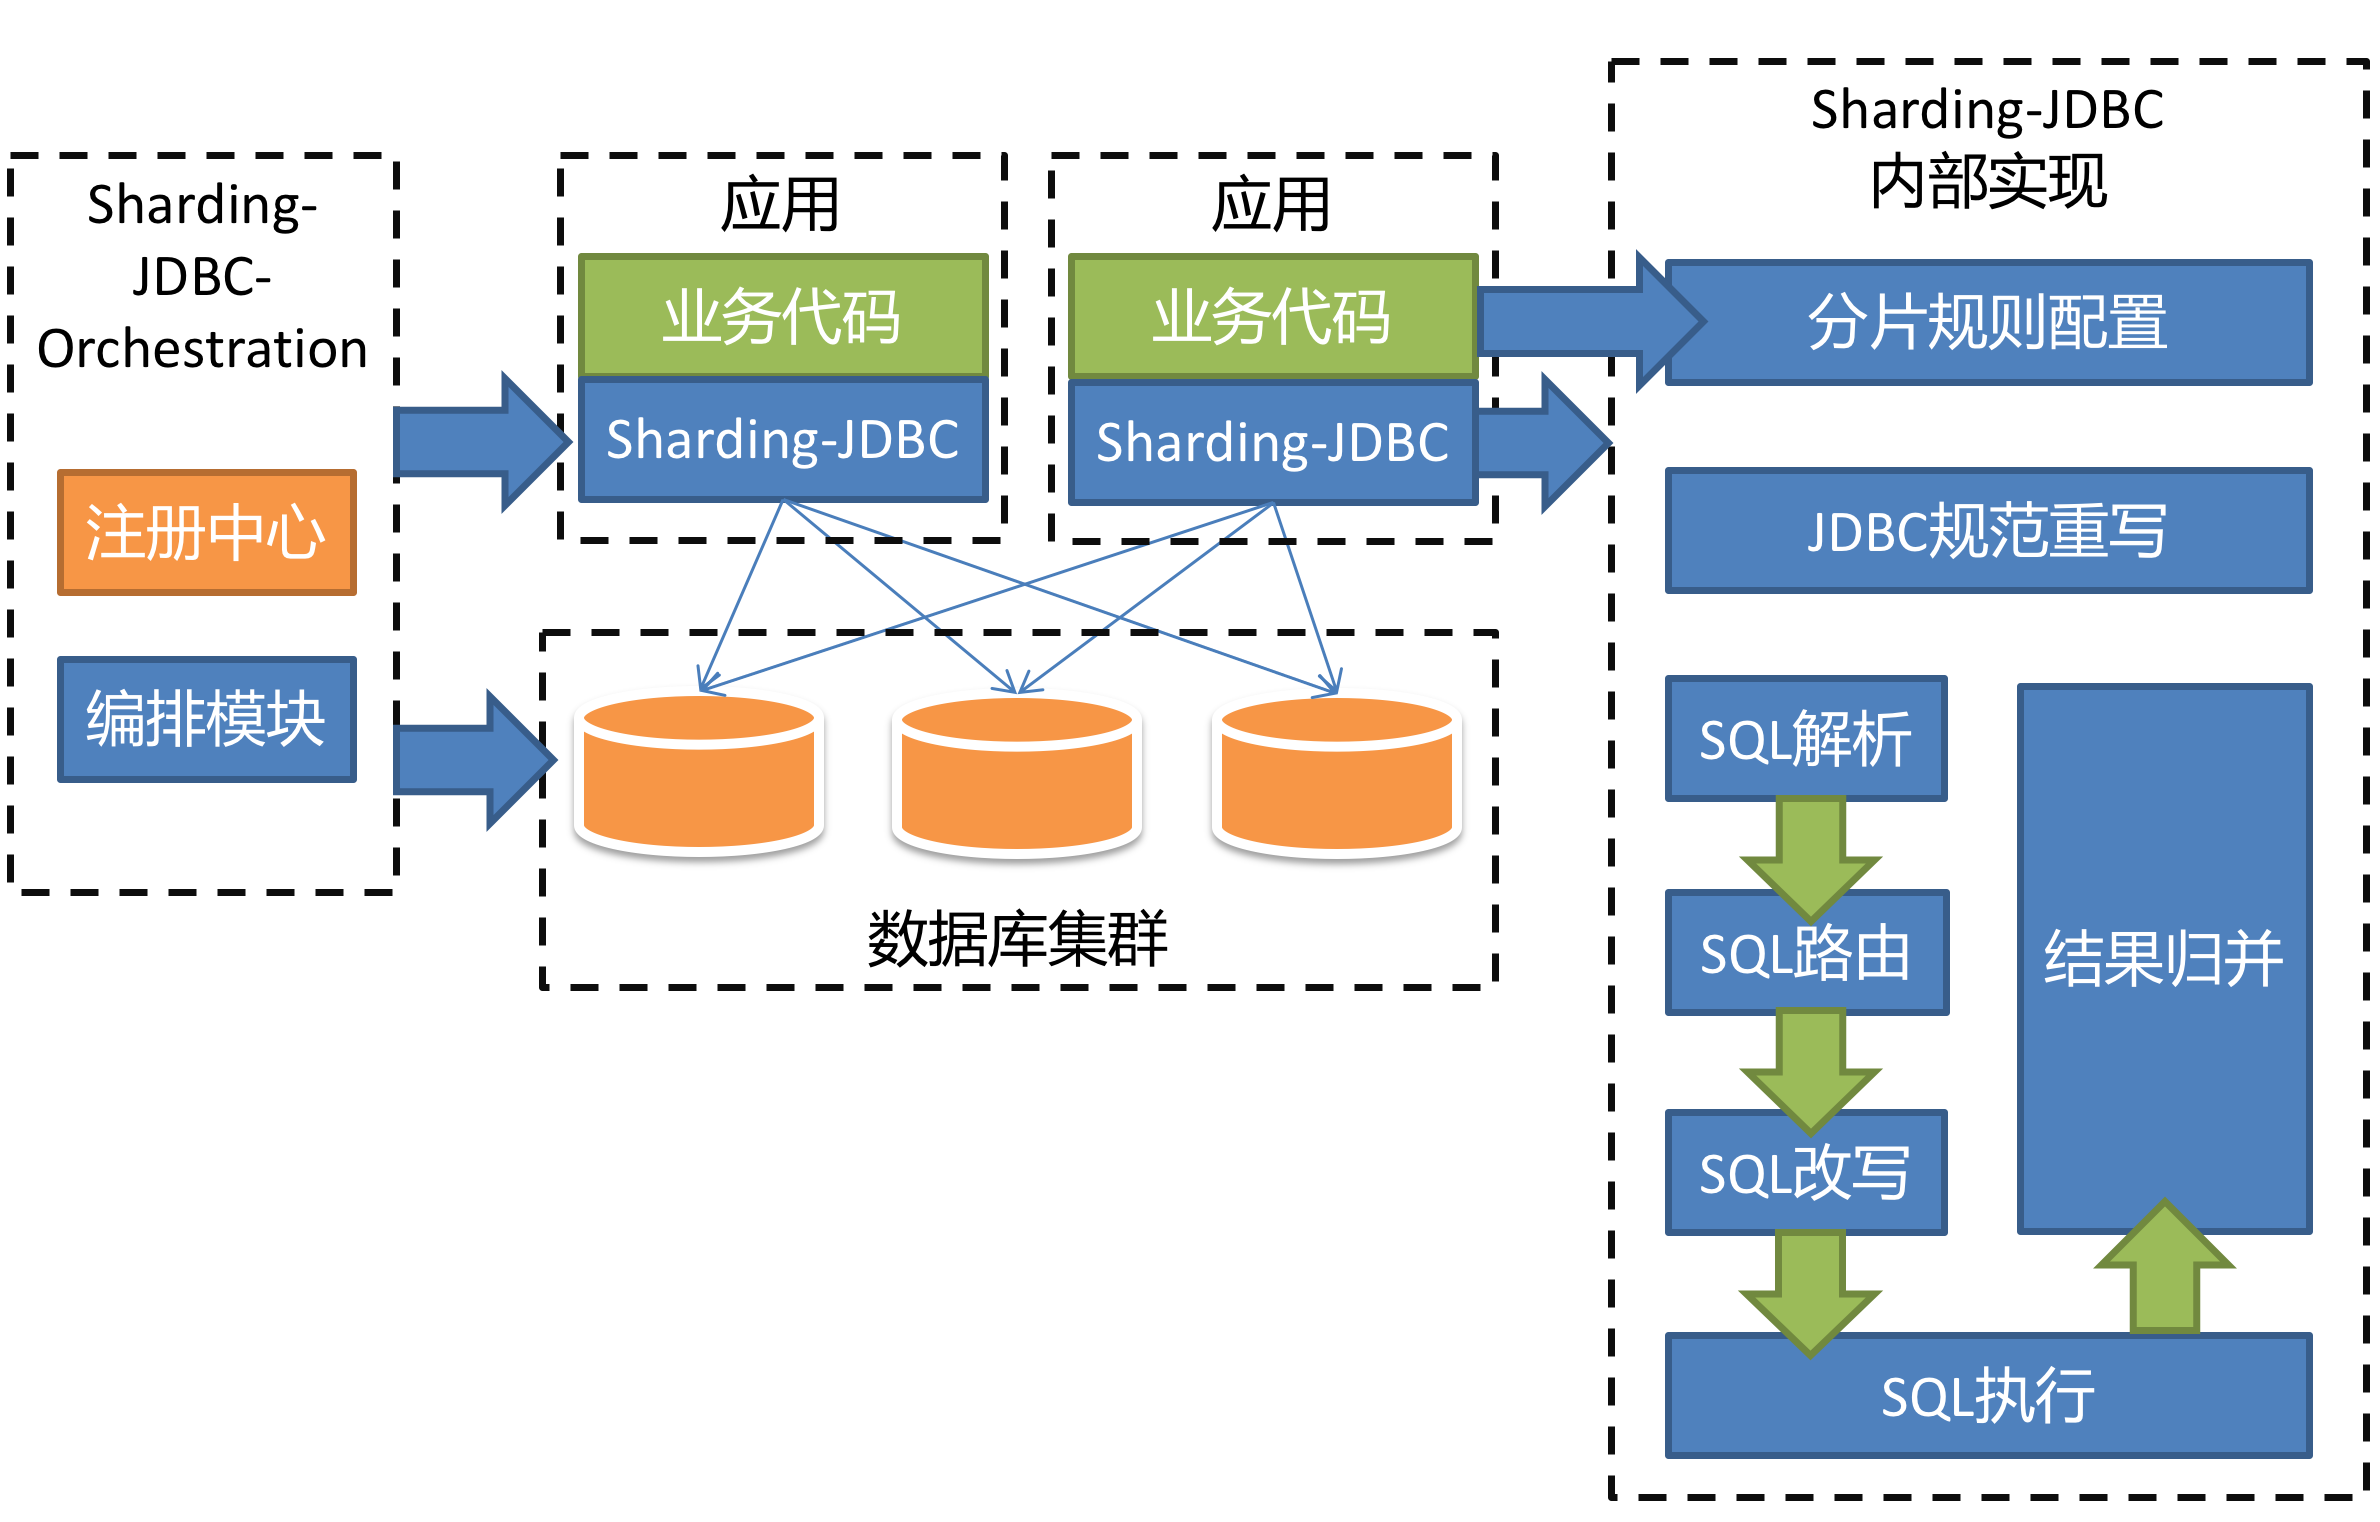 Sharding-
JDBC-
Orchestration
注册中心
编排模块
应用
业务代码
Sharding-JDBC
应用
业务代码
Sharding-JDBC
数据库集群
Sharding-JDBC
内部实现
分片规则配置
JDBC规范重写
SQL解析
SQL路由
SQL改写
结果归并
SQL执行